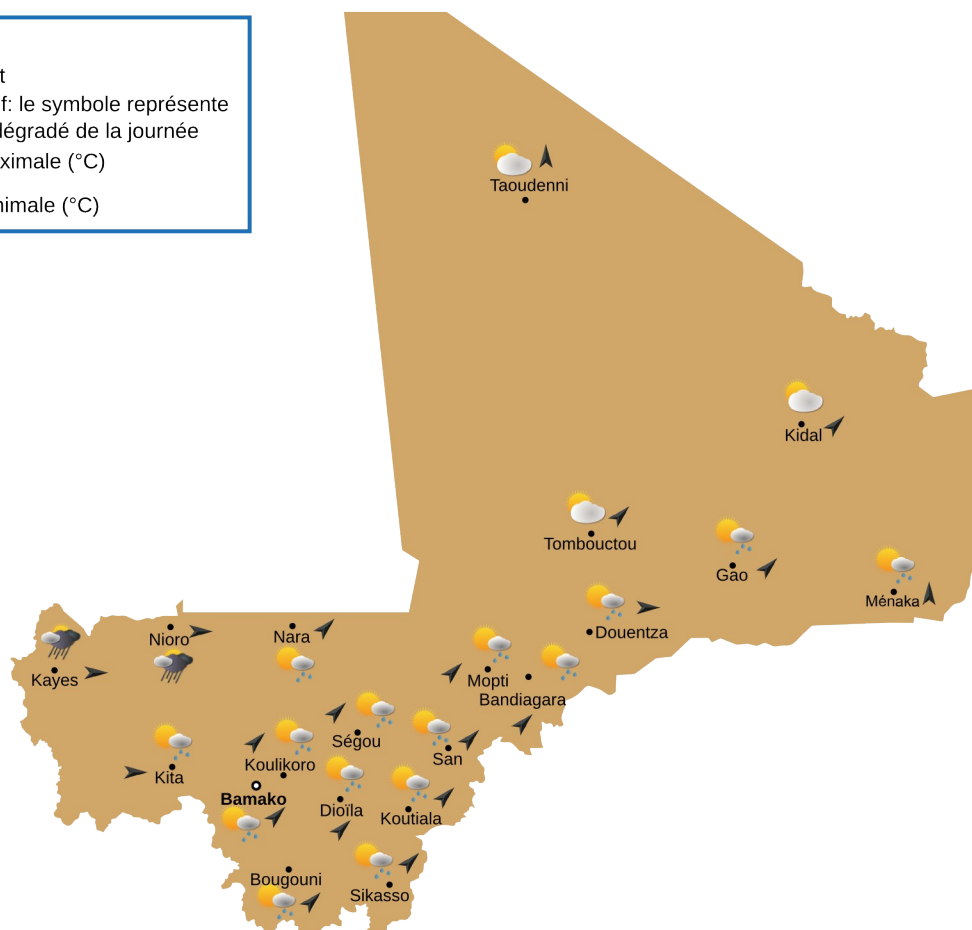 t
f: le symbole représente
dégradé de la journée
ximale (°C)
nimale (°C)
Taoudenni
Kidal
Tombouctou
Gao
Ménaka
Douentza
Nioro
Nara
Kayes
Mopti
Bandiagara
Ségou
San
Koulikoro
Kita
Bamako
Dioïla
Koutiala
Bougouni
Sikasso